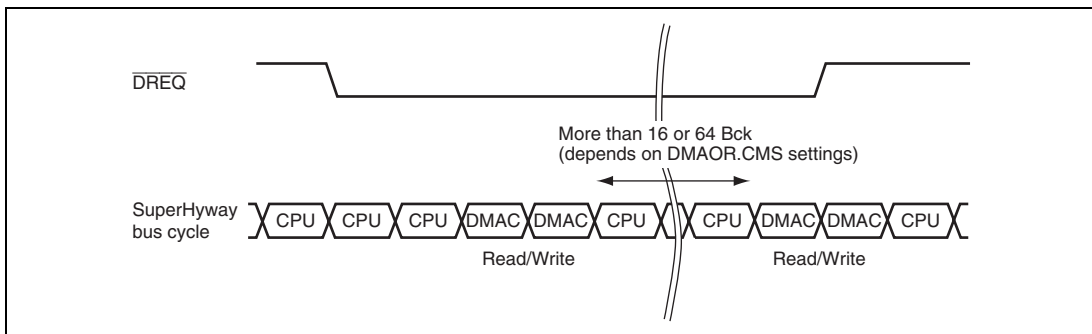 DREQ
More than 16 or 64 Bck
(depends on DMAOR.CMS settings)
SuperHyway
bus cycle
CPU CPU CPU DMAC DMAC CPU CPU DMAC DMAC CPU
Read/Write Read/Write